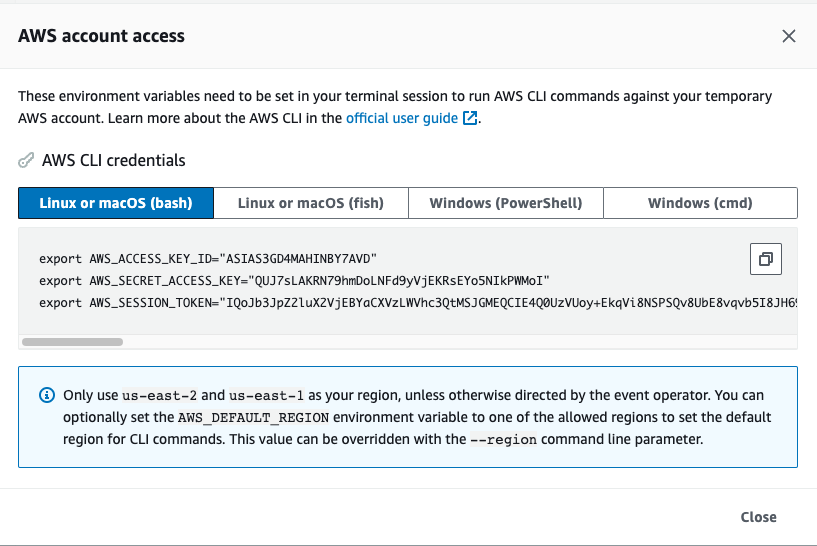 AWS account access
These environment variables need to be set in your terminal session to run AWS CLI commands against your temporary
AWS account. Learn more about the AWS CLI in the official user guide.
AWS CLI credentials
Linux or macOS (bash)
Linux or macOS (fish)
Windows (PowerShell)
Windows (cmd)
export AWS_ACCESS_KEY_ID="ASIAS3GD4MAHINBY7AVD"
export AWS_SECRET_ACCESS_KEY="QUJ7sLAKRN79hmDoLNFd9yVjEKRsEYo5NIkPWMoI"
export AWS_SESSION_TOKEN="IQoJb3JpZ2luX2VjEBYaCXVzLWVhc3QtMSJGMEQCIE4Q0UzVUoy+EkqVi8NSPSQv8UbE8vqvb5I8JH6
Only use us-east-2 and us-east-1 as your region, unless otherwise directed by the event operator. You can
optionally set the AWS_DEFAULT_REGION environment variable to one of the allowed regions to set the default
region for CLI commands. This value can be overridden with the --region command line parameter.
Close